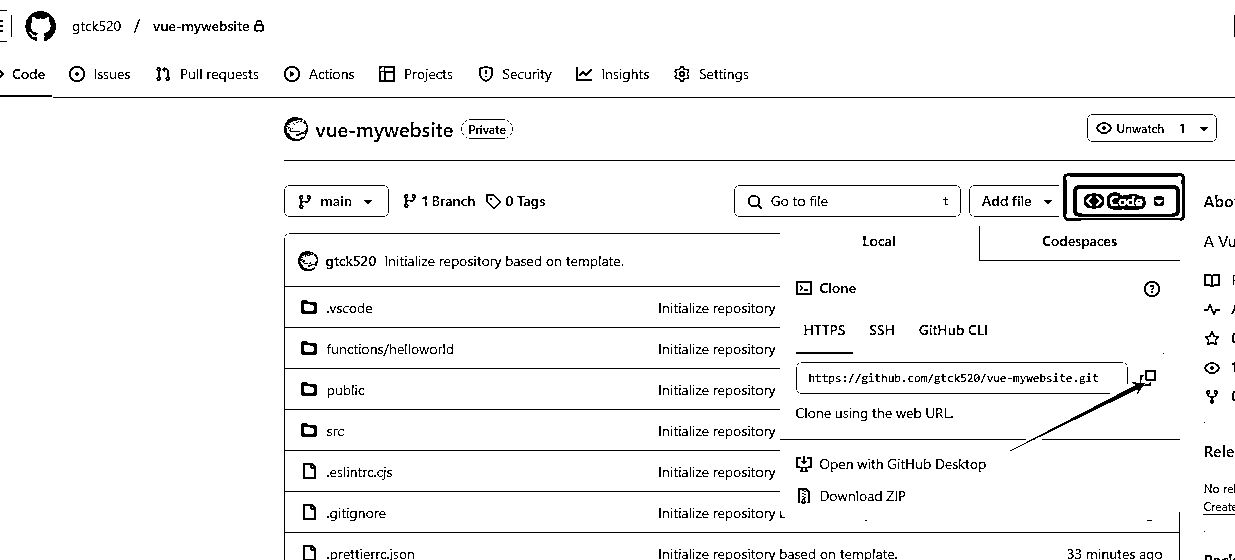 gtck520 / vue-mywebsite
Code Issues Pull requests Actions Projects Security Insights Settings
vue-mywebsite Private
Unwatch 1
main 1 Branch 0 Tags
Go to file t
Add file
Code
Local Codespaces
gtck520 Initialize repository based on template.
Clone
HTTPS SSH GitHub CLI
https://github.com/gtck520/vue-mywebsite.git
Clone using the web URL.
Open with GitHub Desktop
Download ZIP
.vscode Initialize repository
functions/helloworld Initialize repository
public Initialize repository
src Initialize repository
.eslintrc.cjs Initialize repository
.gitignore Initialize repository
.prettierrc.json Initialize repository based on template. 33 minutes ago
A Vu
Rele
No rel
Create